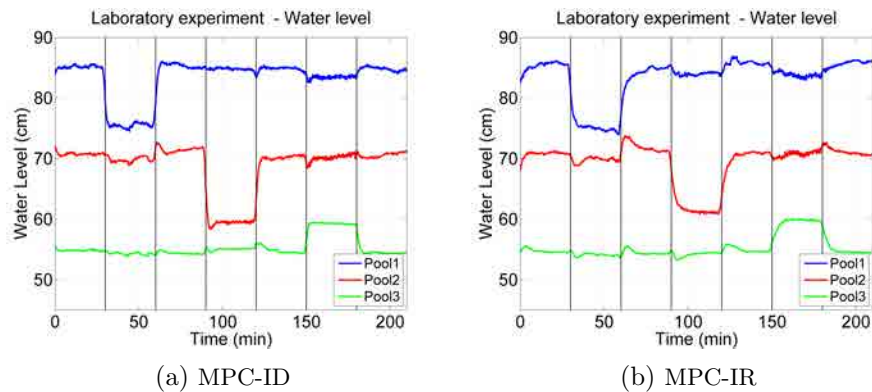 Laboratory experiment - Water level
Water Level (cm)
90
80
70
60
50
0 50 100 150 200
Time (min)
Pool1
Pool2
Pool3
(a) MPC-ID
Laboratory experiment - Water level
Water Level (cm)
90
80
70
60
50
0 50 100 150 200
Time (min)
Pool1
Pool2
Pool3
(b) MPC-IR